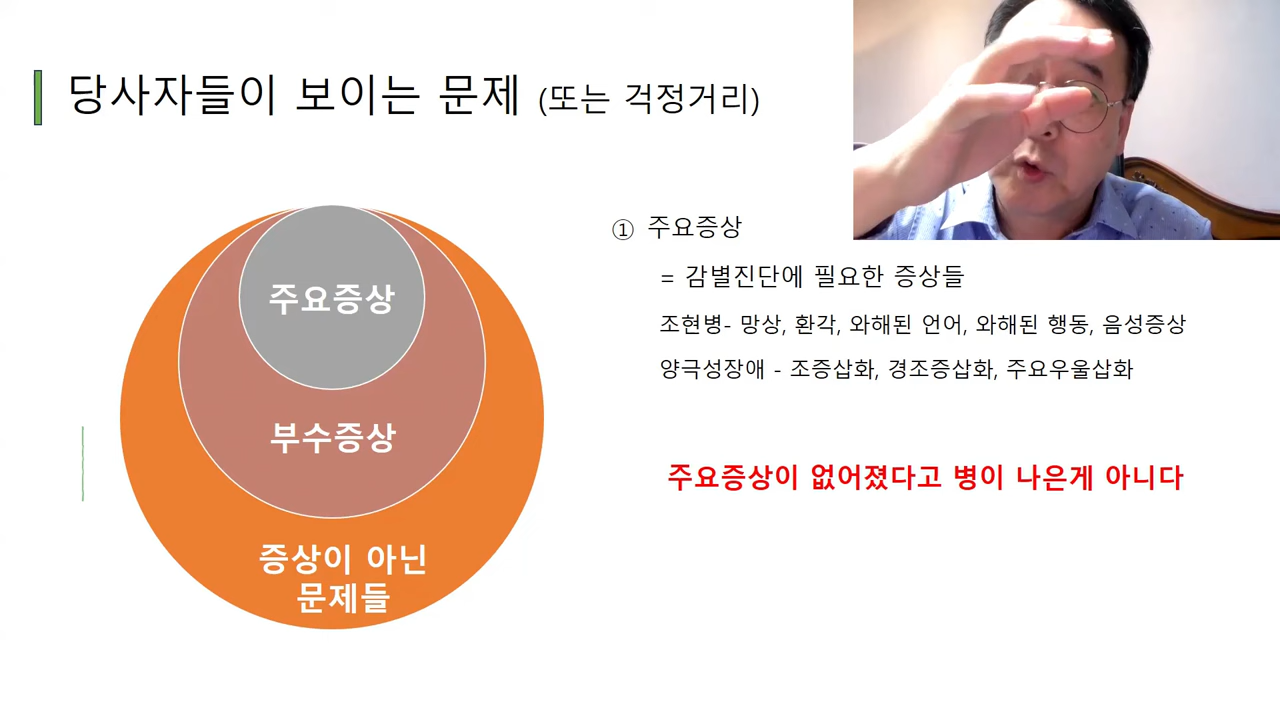 당사자들이 보이는 문제 (또는 걱정거리)
주요증상
부수증상
증상이 아닌
문제들
① 주요증상
= 감별진단에 필요한 증상들
조현병- 망상, 환각, 와해된 언어, 와해된 행동, 음성증상
양극성장애 - 조증삽화, 경조증삽화, 주요우울삽화
주요증상이 없어졌다고 병이 나은게 아니다